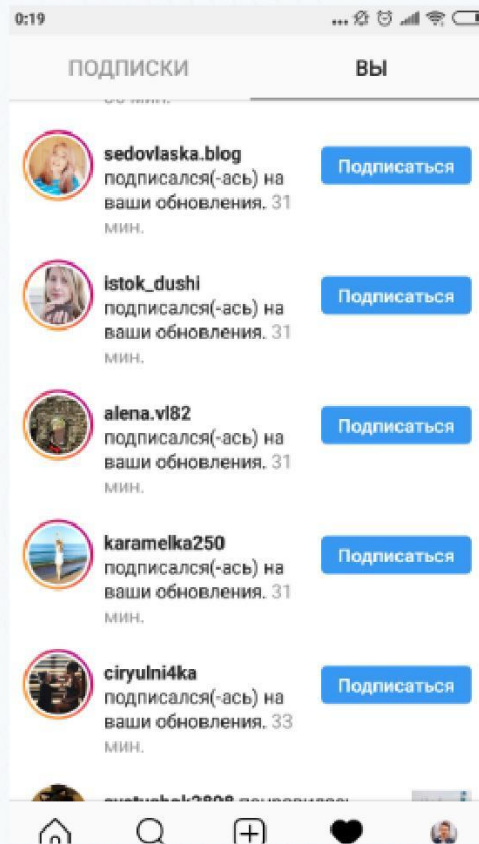 0:19
ПОДПИСКИ
ВЫ
sedovlaska.blog
подписался(-ась) на
ваши обновления. 31
мин.
Подписаться
istok_dushi
подписался(-ась) на
ваши обновления. 31
мин.
Подписаться
alena.vl82
подписался(-ась) на
ваши обновления. 31
мин.
Подписаться
karamelka250
подписался(-ась) на
ваши обновления. 31
мин.
Подписаться
ciryulni4ka
подписался(-ась) на
ваши обновления. 33
мин.
Подписаться